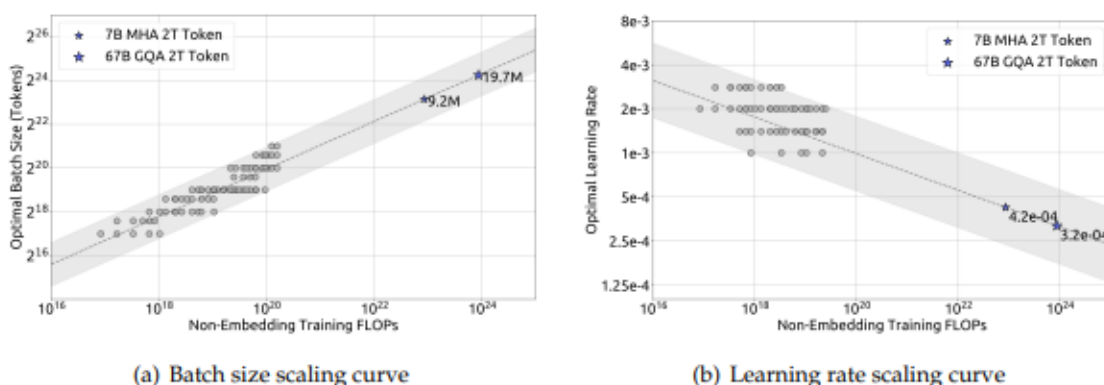 2^26
2^24
2^22
2^20
2^18
2^16
Optimal Batch Size (Tokens)
7B MHA 2T Token
67B GQA 2T Token
19.7M
9.2M
10^16
10^18
10^20
10^22
10^24
Non-Embedding Training FLOPs
(a) Batch size scaling curve
8e-3
4e-3
2e-3
1e-3
5e-4
2.5e-4
1.25e-4
Optimal Learning Rate
7B MHA 2T Token
67B GQA 2T Token
4.2e-04
3.2e-04
10^16
10^18
10^20
10^22
10^24
Non-Embedding Training FLOPs
(b) Learning rate scaling curve